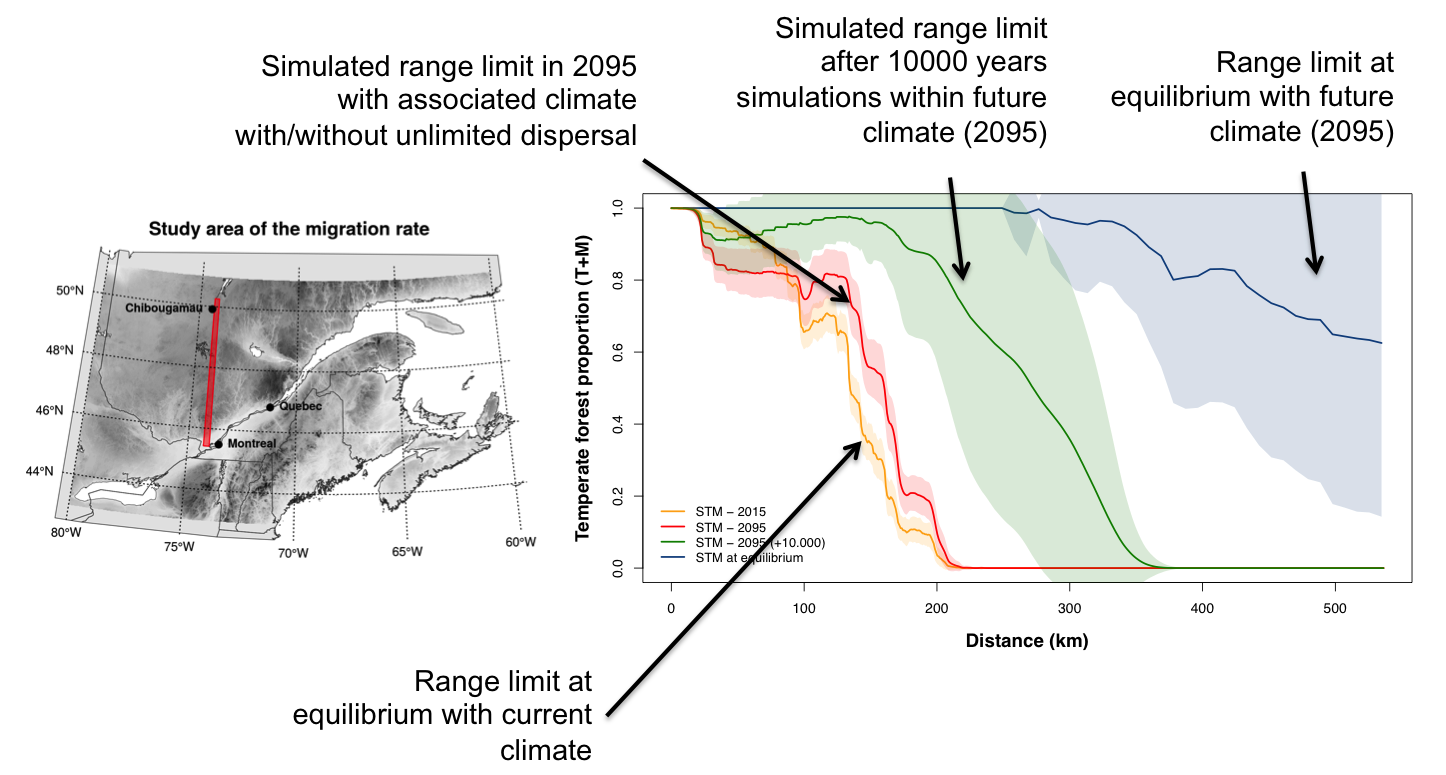 Simulated range limit in 2095
with associated climate
with/without unlimited dispersal
Simulated range limit
after 10000 years
simulations within future
climate (2095)
Range limit at
equilibrium with future
climate (2095)
Study area of the migration rate
50°N
48°N
46°N
44°N
80°W
75°W
70°W
65°W
60°W
Chibougamau
Quebec
Montreal
Temperate forest proportion (T+M)
1.0
0.8
0.6
0.4
0.2
0.0
STM − 2015
STM − 2095
STM − 2095 (+10.000)
STM at equilibrium
0
100
200
300
400
500
Distance (km)
Range limit at
equilibrium with current
climate